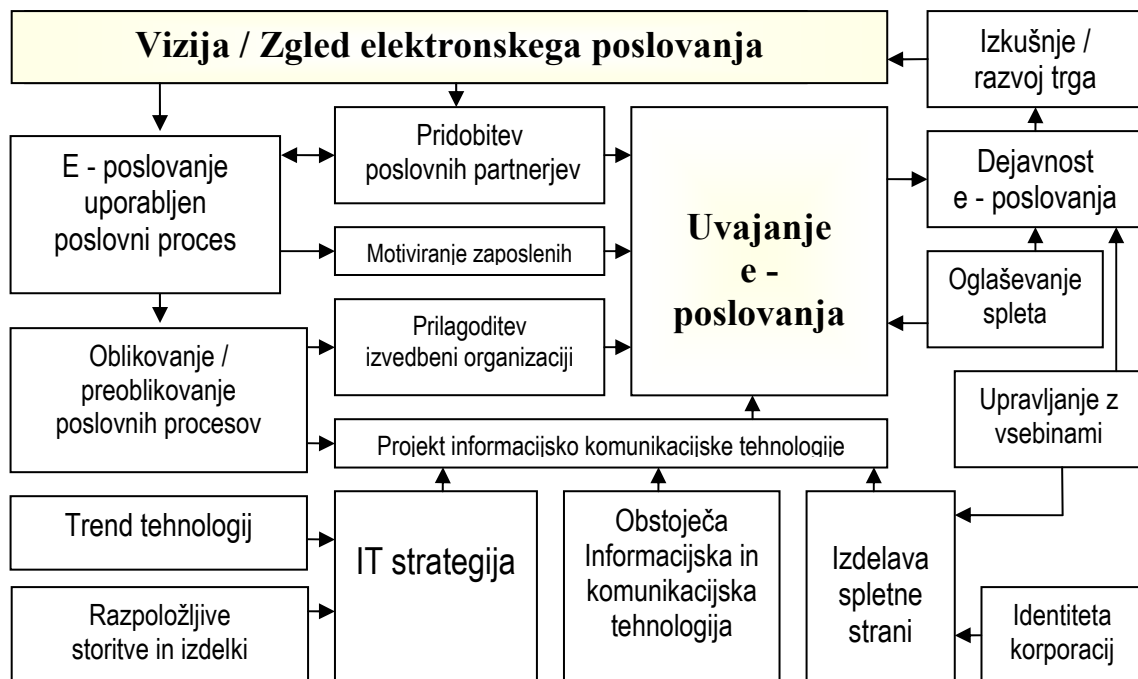 Vizija / Zgled elektronskega poslovanja
Izkušnje /
razvoj trga
E - poslovanje
uporabljen
poslovni proces
Pridobitev
poslovnih partnerjev
Motiviranje zaposlenih
Uvajanje
e -
poslovanja
Dejavnost
e - poslovanja
Oglaševanje
spleta
Oblikovanje /
preoblikovanje
poslovnih procesov
Prilagoditev
izvedbeni organizaciji
Projekt informacijsko komunikacijske tehnologije
Upravljanje z
vsebinami
Trend tehnologij
Razpoložljive
storitve in izdelki
IT strategija
Obstoječa
Informacijska in
komunikacijska
tehnologija
Izdelava
spletne
strani
Identiteta
korporacij